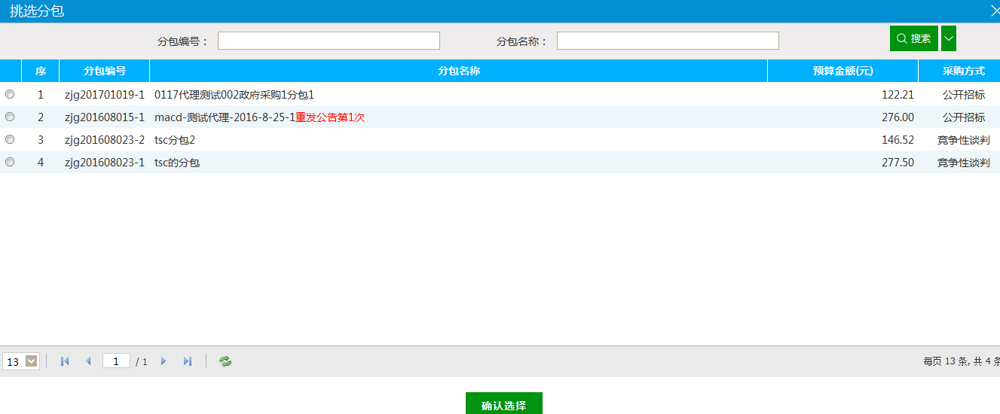 挑选分包
分包编号： 分包名称： 搜索
序 分包编号 分包名称 预算金额(元) 采购方式
1 zjg201701019-1 0117代理测试002政府采购1分包1 122.21 公开招标
2 zjg201608015-1 macd-测试代理-2016-8-25-1重发公告第1次 276.00 公开招标
3 zjg201608023-2 tsc分包2 146.52 竞争性谈判
4 zjg201608023-1 tsc的分包 277.50 竞争性谈判
13 1 / 1 每页 13 条, 共 4 条
确认选择